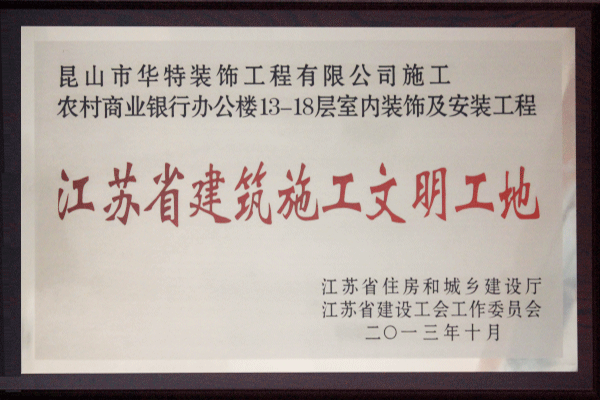 昆山市华特装饰工程有限公司施工
农村商业银行办公楼13-18层室内装饰及安装工程
江苏省建筑施工文明工地
江苏省住房和城乡建设厅
江苏省建设工会工作委员会
二〇一三年十月